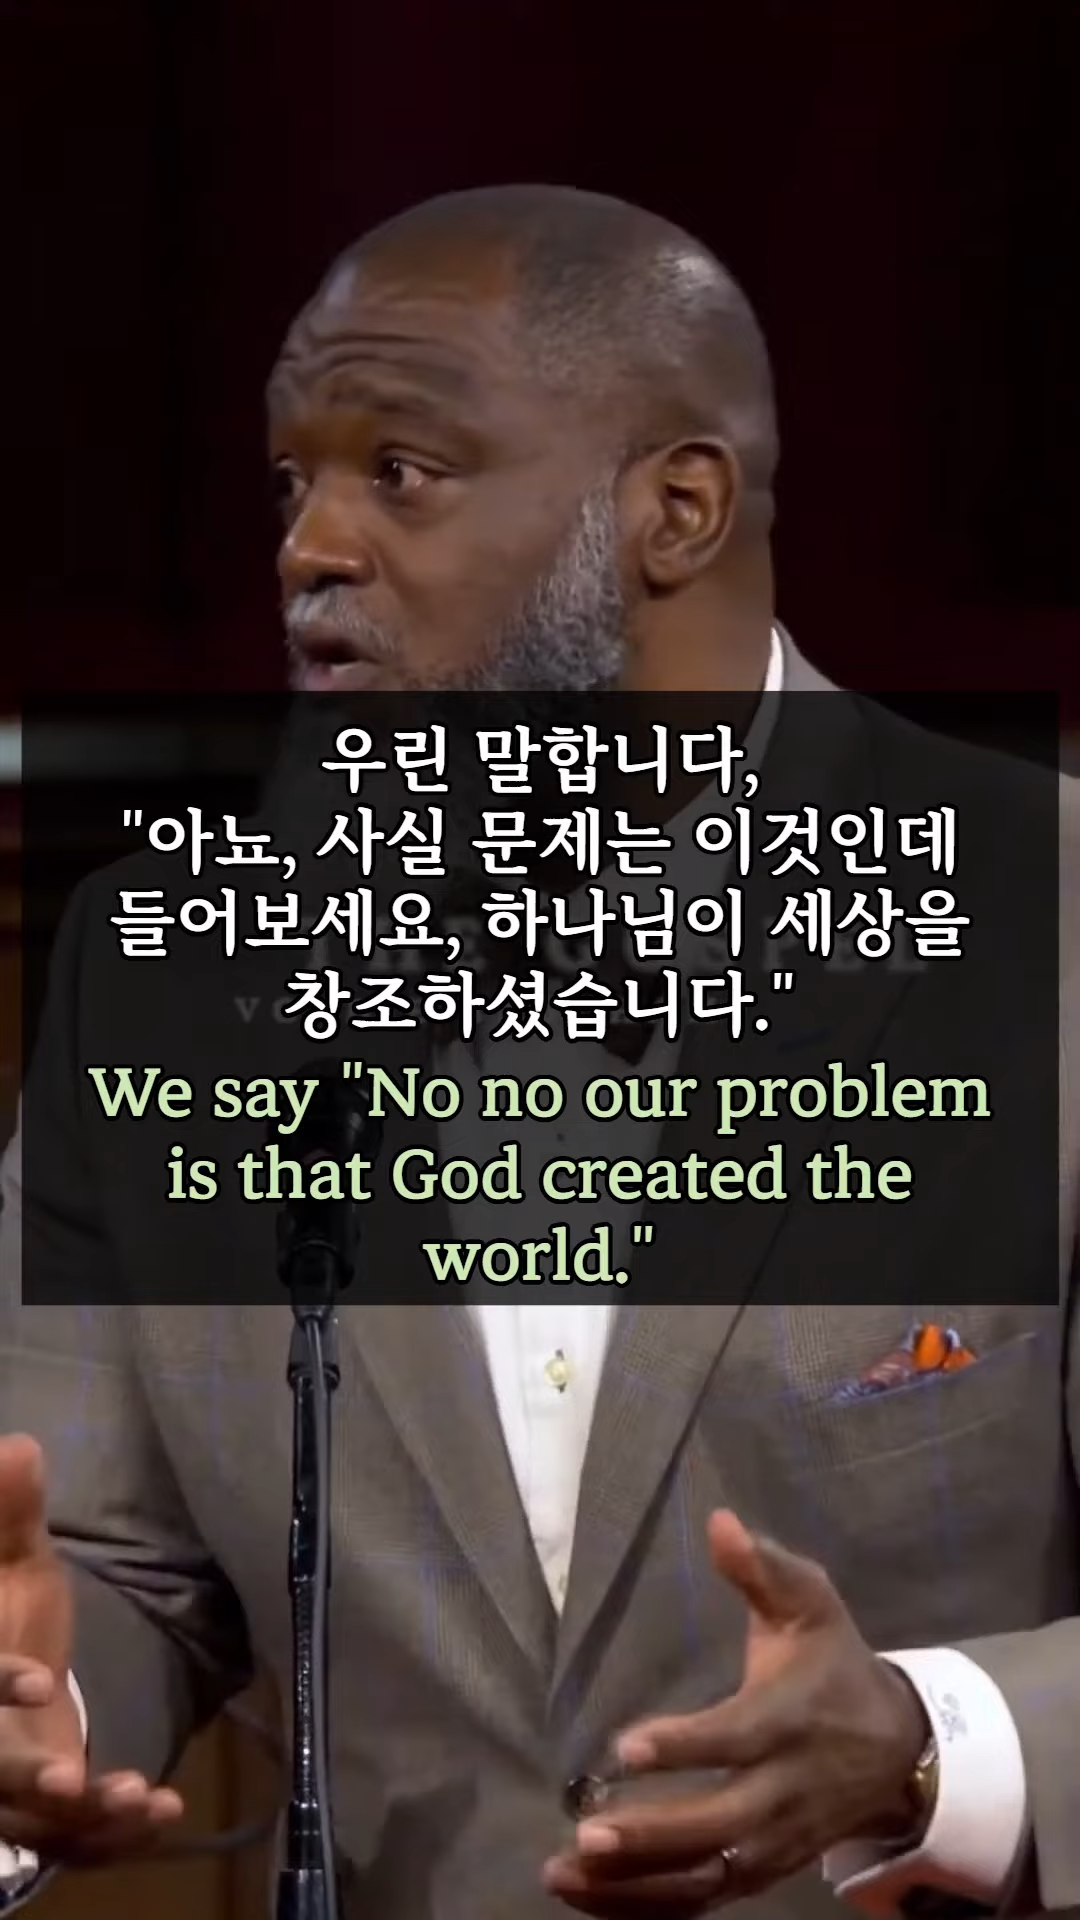 우린 말합니다,
"아뇨, 사실 문제는 이것인데
들어보세요, 하나님이 세상을
창조하셨습니다."
We say "No no our problem
is that God created the
world."